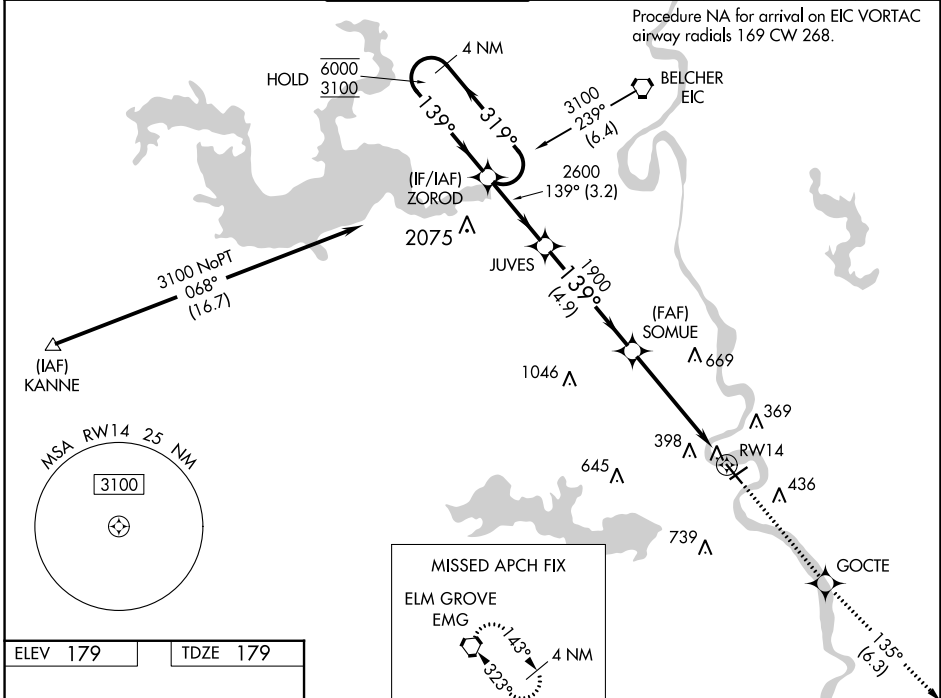 Procedure NA for arrival on EIC VORTAC
airway radials 169 CW 268.
4 NM
HOLD
6000
3100
BELCHER
EIC
3100
239°
(6.4)
139°
319°
(IF/IAF)
ZOROD
2600
139° (3.2)
2075
JUVES
3100 NoPT
068°
(16.7)
1900
139°
(4.9)
(FAF)
SOMUE
669
(IAF)
KANNE
1046
369
MSA RW14 25 NM
3100
398
RW14
645
436
739
GOCTE
MISSED APCH FIX
ELM GROVE
EMG
143°
4 NM
323°
135°
(6.3)
ELEV 179
TDZE 179